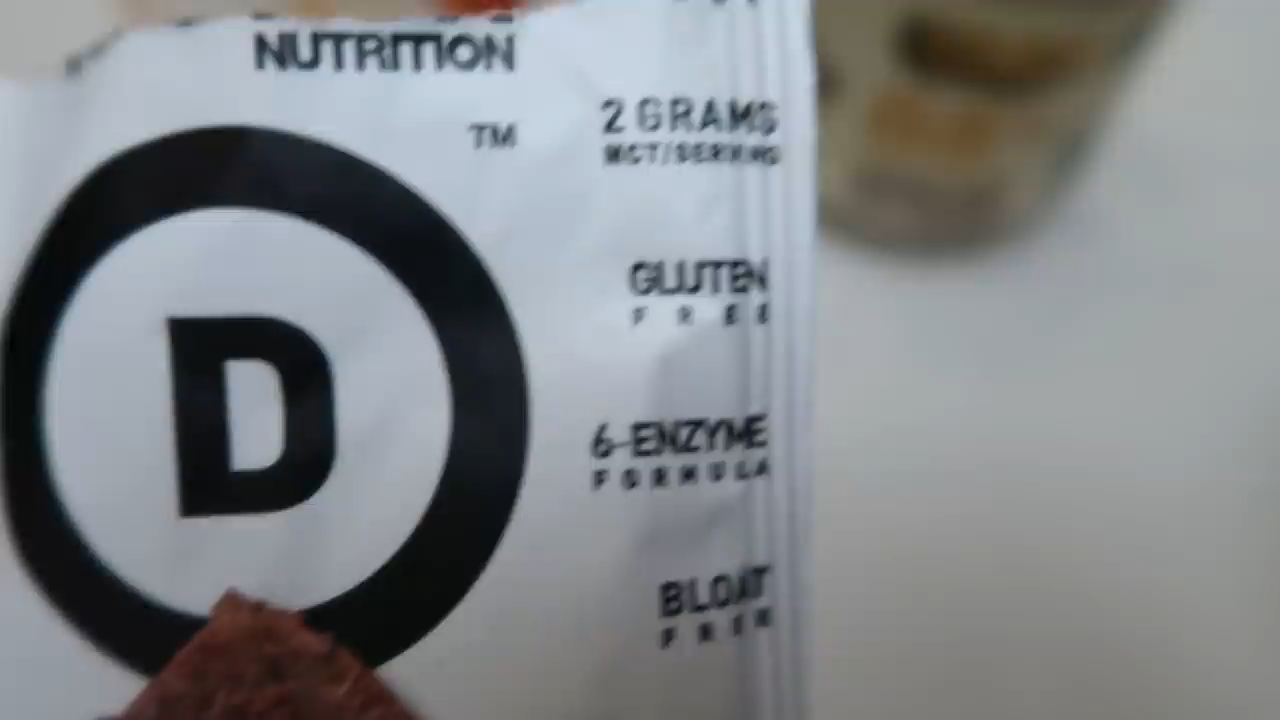 NUTRITION
TM
D
2 GRAMS
MCT/SERVING
GLUTEN
FREE
6-ENZYME
FORMULA
BLOAT
FREE